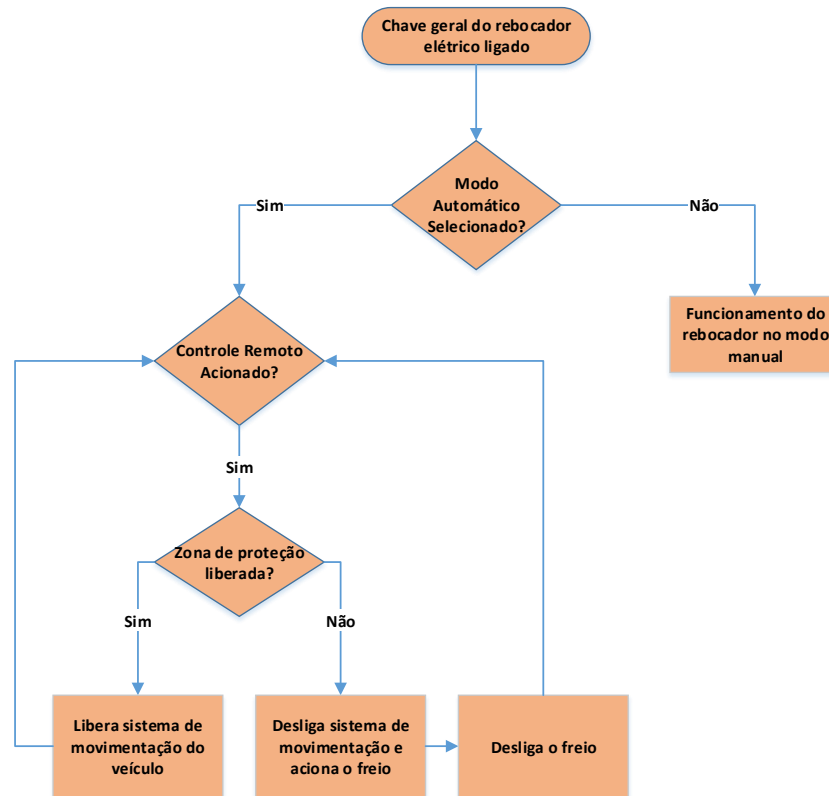 Chave geral do rebocador
elétrico ligado
Modo
Automático
Selecionado?
Sim
Não
Funcionamento do
rebocador no modo
manual
Controle Remoto
Acionado?
Sim
Zona de proteção
liberada?
Sim
Não
Libera sistema de
movimentação do
veículo
Desliga sistema de
movimentação e
aciona o freio
Desliga o freio